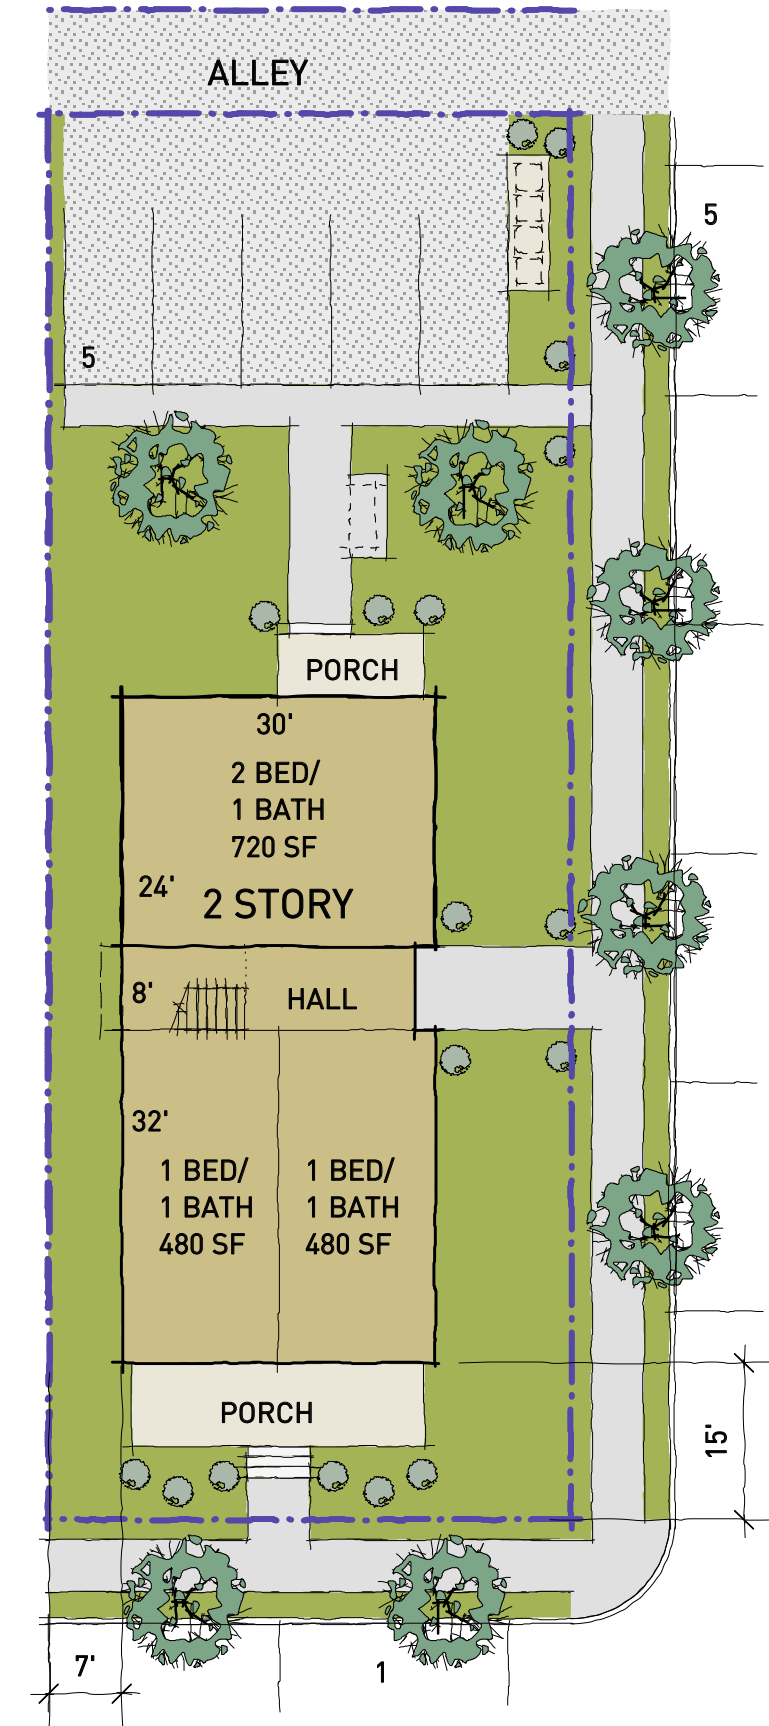 ALLEY
5
5
PORCH
30'
2 BED/
1 BATH
720 SF
24'
2 STORY
8'
HALL
32'
1 BED/
1 BATH
480 SF
1 BED/
1 BATH
480 SF
PORCH
15'
7'
1